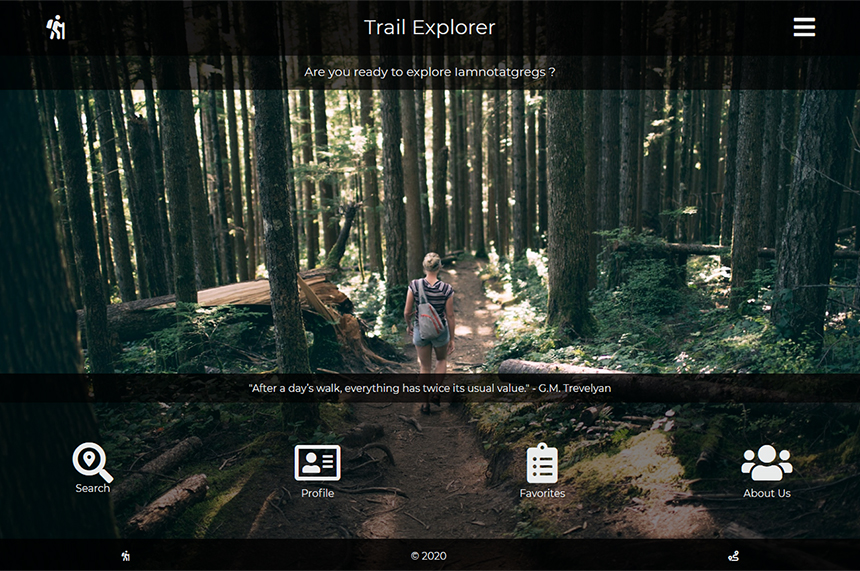 Trail Explorer
Are you ready to explore Iamnotatgregs ?
"After a day's walk, everything has twice its usual value." - G.M. Trevelyan
Search
Profile
Favorites
About Us
© 2020